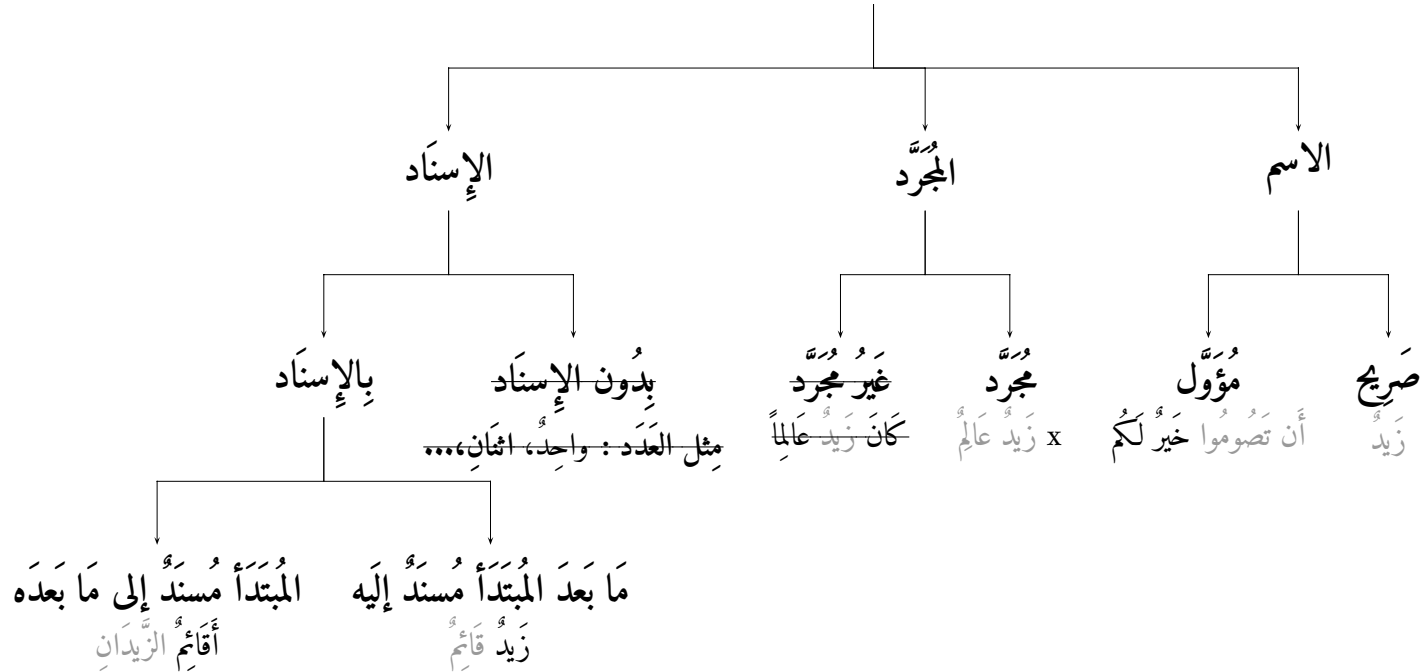 الاسم
المُجَرَّد
الإِسنَاد
صَرِيح
مُؤَوَّل
مُجَرَّد
غَيرُ مُجَرَّد
بِدُون الإِسنَاد
بِالإِسنَاد
زَيدٌ
أَن تَصُومُوا خَيرٌ لَكُم
x زَيدٌ عَالِمٌ
كَانَ زَيدٌ عَالِماً
مِثل العَدَد : واحِدٌ، اثنَانِ،...
مَا بَعدَ المُبتَدَأ مُسنَدٌ إِلَيه
المُبتَدَأ مُسنَدٌ إِلى مَا بَعدَه
زَيدٌ قَائِمٌ
أَقَائِمٌ الزَّيدَانِ